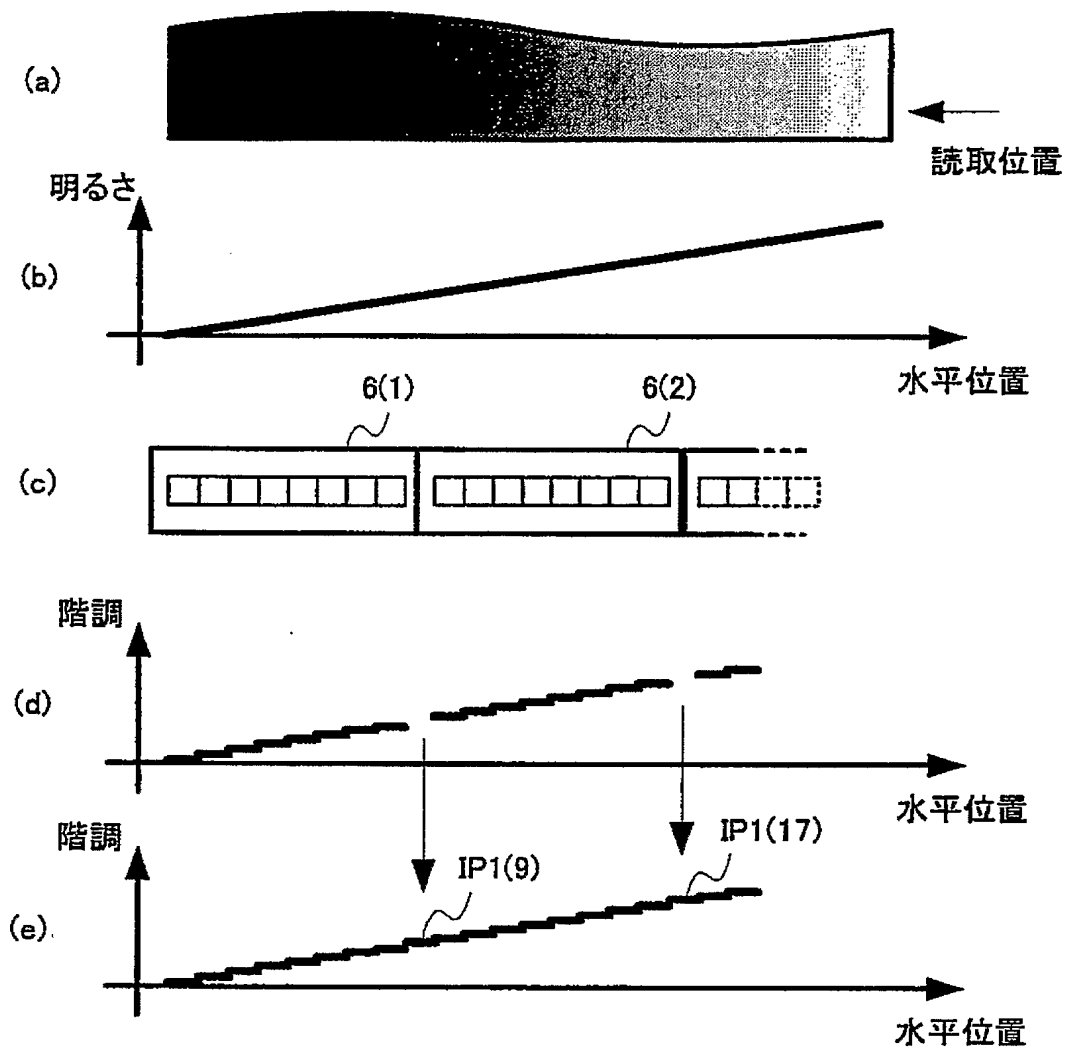 (a)
読取位置
明るさ
(b)
水平位置
6(1)
6(2)
(c)
階調
(d)
水平位置
階調
IP1(9)
IP1(17)
(e)
水平位置